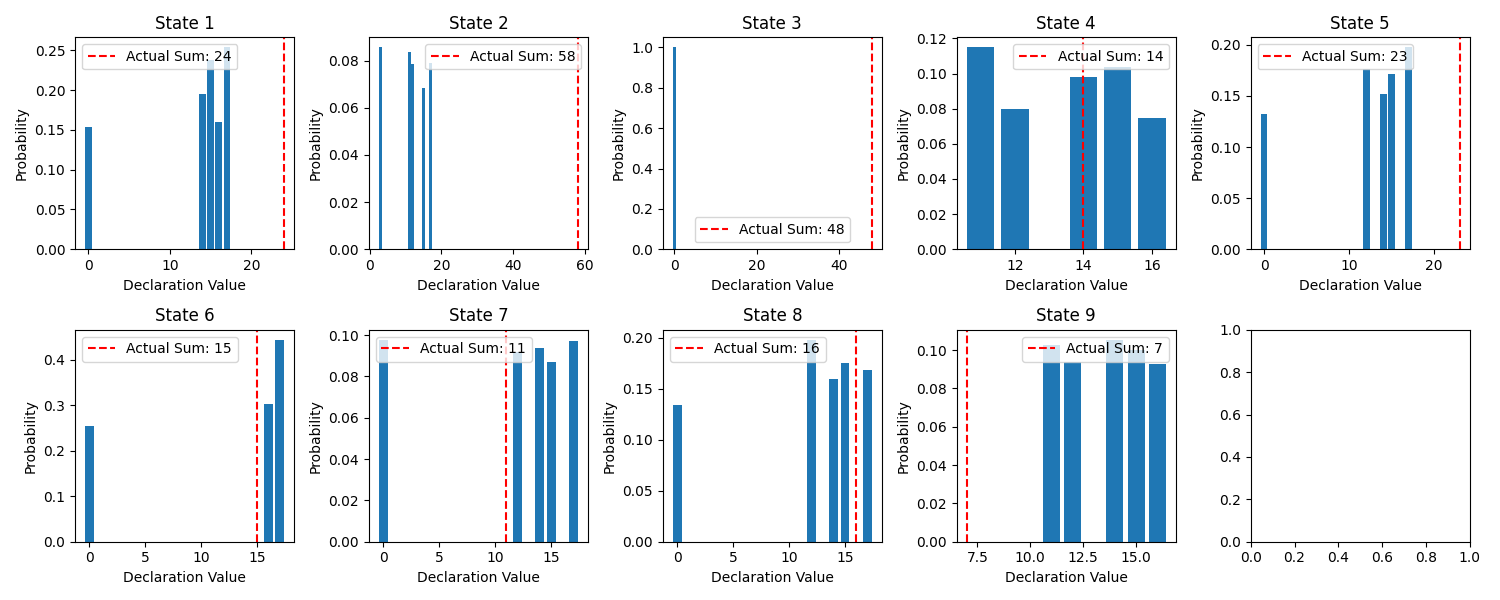 State 1
Actual Sum: 24
0.25
0.20
0.15
0.10
0.05
0.00
Probability
0 10 20
Declaration Value
State 2
Actual Sum: 58
0.08
0.06
0.04
0.02
0.00
Probability
0 20 40 60
Declaration Value
State 3
1.0
0.8
0.6
0.4
0.2
0.0
Probability
Actual Sum: 48
0 20 40
Declaration Value
State 4
Actual Sum: 14
0.12
0.10
0.08
0.06
0.04
0.02
0.00
Probability
12 14 16
Declaration Value
State 5
Actual Sum: 23
0.20
0.15
0.10
0.05
0.00
Probability
0 10 20
Declaration Value
State 6
Actual Sum: 15
0.4
0.3
0.2
0.1
0.0
Probability
0 5 10 15
Declaration Value
State 7
Actual Sum: 11
0.10
0.08
0.06
0.04
0.02
0.00
Probability
0 5 10 15
Declaration Value
State 8
Actual Sum: 16
0.20
0.15
0.10
0.05
0.00
Probability
0 5 10 15
Declaration Value
State 9
Actual Sum: 7
0.10
0.08
0.06
0.04
0.02
0.00
Probability
7.5 10.0 12.5 15.0
Declaration Value
1.0
0.8
0.6
0.4
0.2
0.0
0.0 0.2 0.4 0.6 0.8 1.0